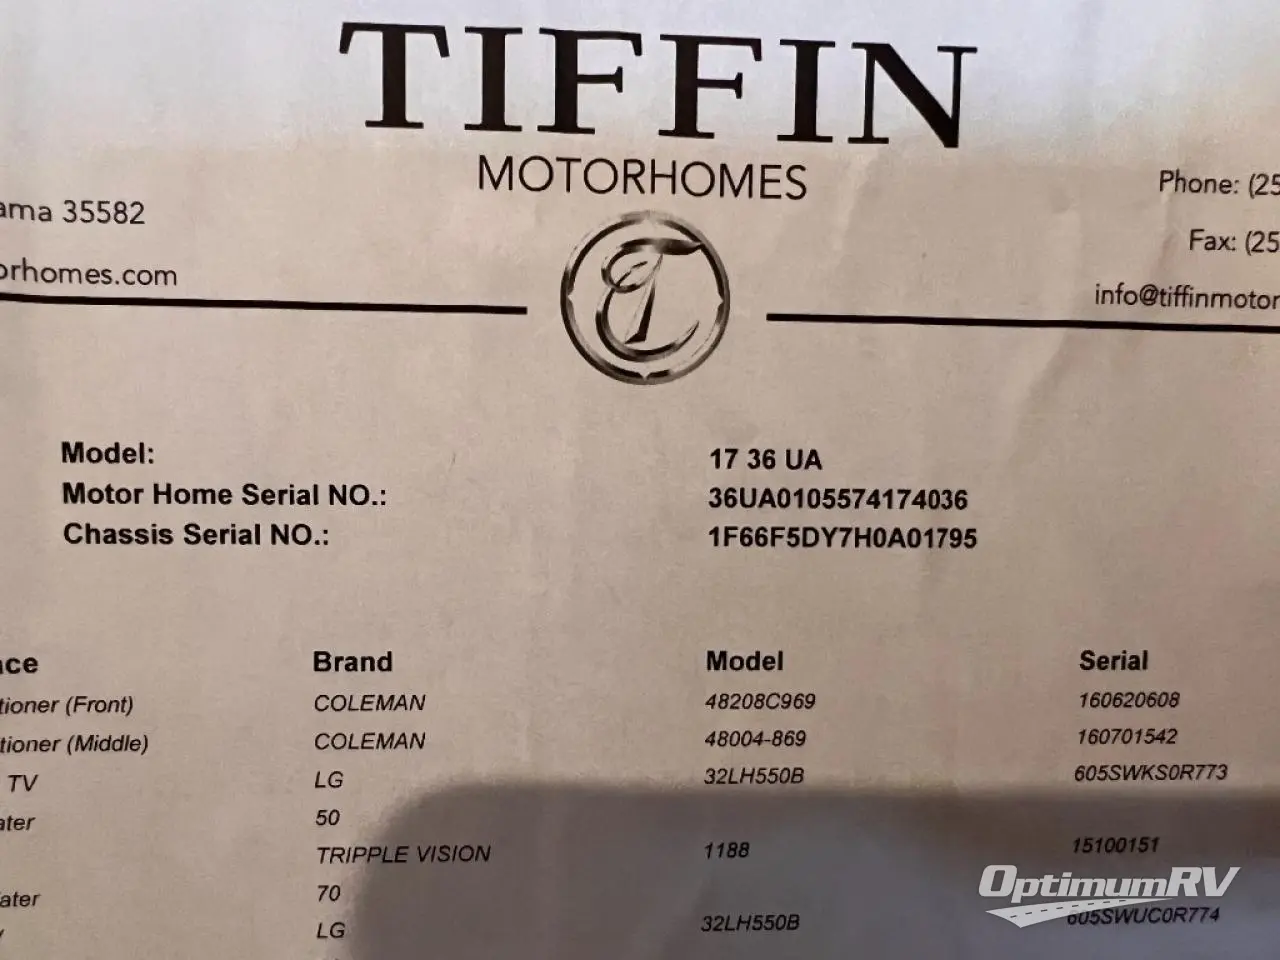 TIFFIN
MOTORHOMES
ama 35582
orhomes.com
Phone: (25
Fax: (25
info@tiffinmotor
Model: 17 36 UA
Motor Home Serial NO.: 36UA0105574174036
Chassis Serial NO.: 1F66F5DY7H0A01795
nce Brand Model Serial
tioner (Front) COLEMAN 48208C969 160620608
tioner (Middle) COLEMAN 48004-869 160701542
TV LG 32LH550B 605SWKS0R773
ater 50
TRIPPLE VISION 1188 15100151
ater 70
LG 32LH550B 605SWUC0R774
OptimumRV